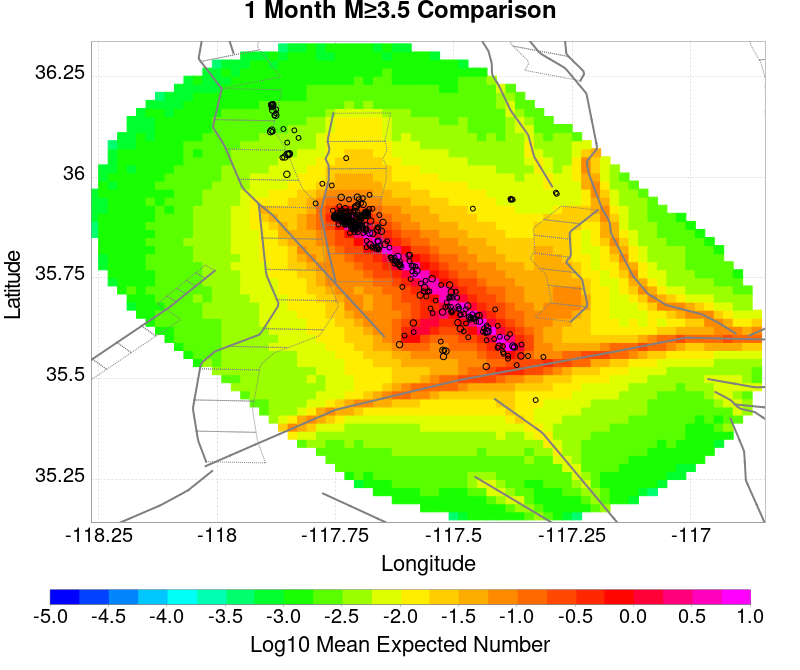 1 Month M≥3.5 Comparison
36.25
36
35.75
35.5
35.25
Latitude
-118.25 -118 -117.75 -117.5 -117.25 -117
Longitude
-5.0 -4.5 -4.0 -3.5 -3.0 -2.5 -2.0 -1.5 -1.0 -0.5 0.0 0.5 1.0
Log10 Mean Expected Number